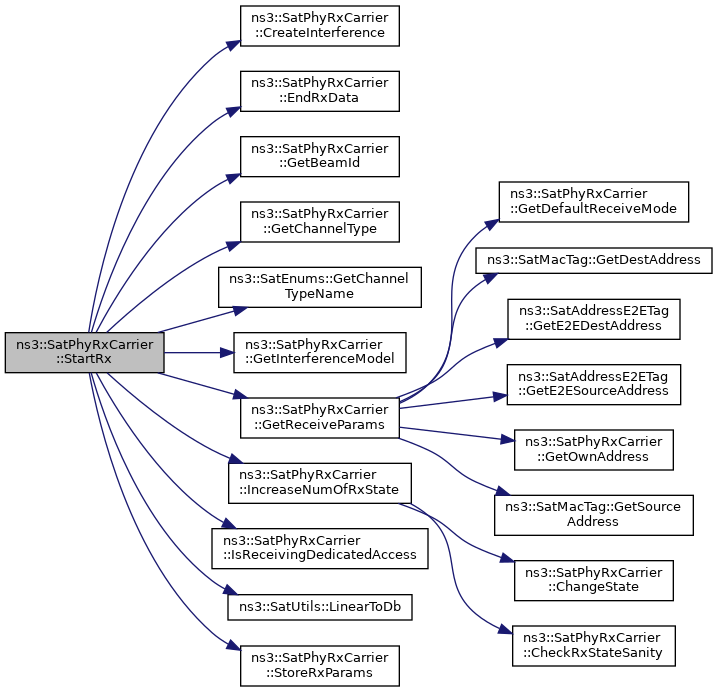 ns3::SatPhyRxCarrier
::StartRx
ns3::SatPhyRxCarrier
::CreateInterference
ns3::SatPhyRxCarrier
::EndRxData
ns3::SatPhyRxCarrier
::GetBeamId
ns3::SatPhyRxCarrier
::GetChannelType
ns3::SatEnums::GetChannel
TypeName
ns3::SatPhyRxCarrier
::GetInterferenceModel
ns3::SatPhyRxCarrier
::GetReceiveParams
ns3::SatPhyRxCarrier
::IncreaseNumOfRxState
ns3::SatPhyRxCarrier
::IsReceivingDedicatedAccess
ns3::SatUtils::LinearToDb
ns3::SatPhyRxCarrier
::StoreRxParams
ns3::SatPhyRxCarrier
::GetDefaultReceiveMode
ns3::SatMacTag::GetDestAddress
ns3::SatAddressE2ETag
::GetE2EDestAddress
ns3::SatAddressE2ETag
::GetE2ESourceAddress
ns3::SatPhyRxCarrier
::GetOwnAddress
ns3::SatMacTag::GetSource
Address
ns3::SatPhyRxCarrier
::ChangeState
ns3::SatPhyRxCarrier
::CheckRxStateSanity